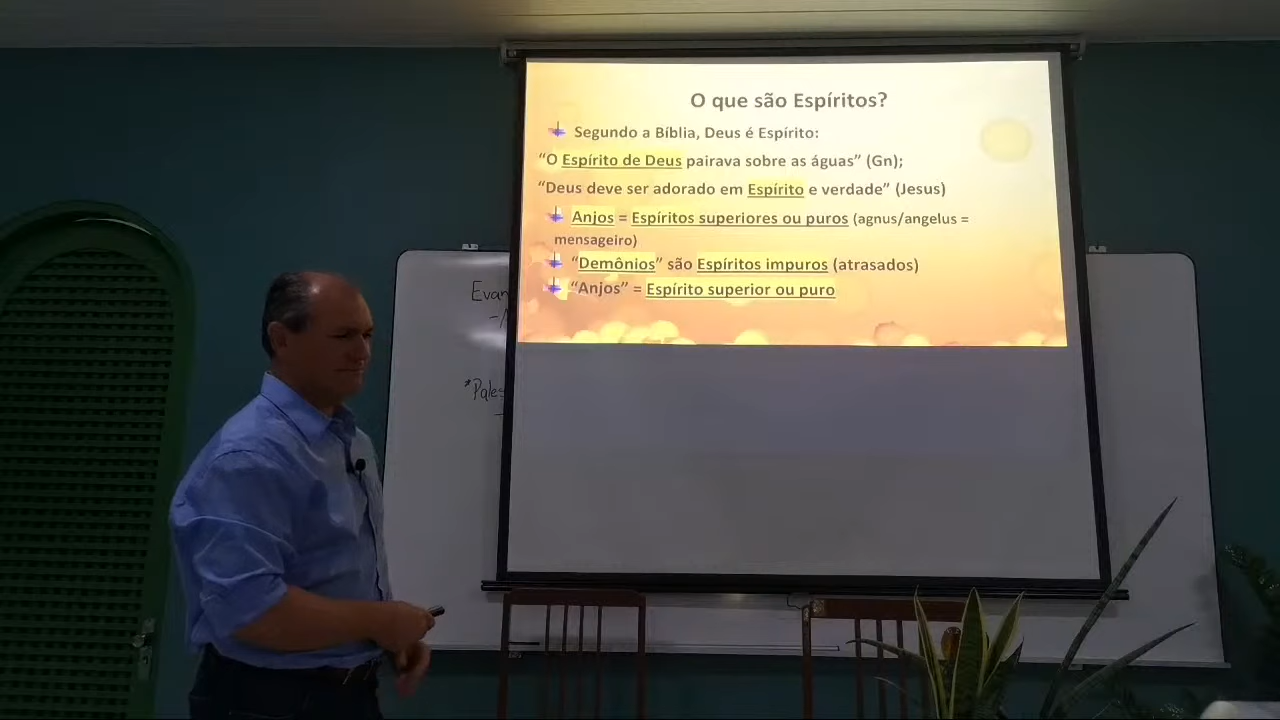 O que são Espíritos?
Segundo a Bíblia, Deus é Espírito:
“O Espírito de Deus pairava sobre as águas” (Gn);
“Deus deve ser adorado em Espírito e verdade” (Jesus)
Anjos = Espíritos superiores ou puros (agnus/angelus =
mensageiro)
“Demônios” são Espíritos impuros (atrasados)
“Anjos” = Espírito superior ou puro
Evan
*Pales